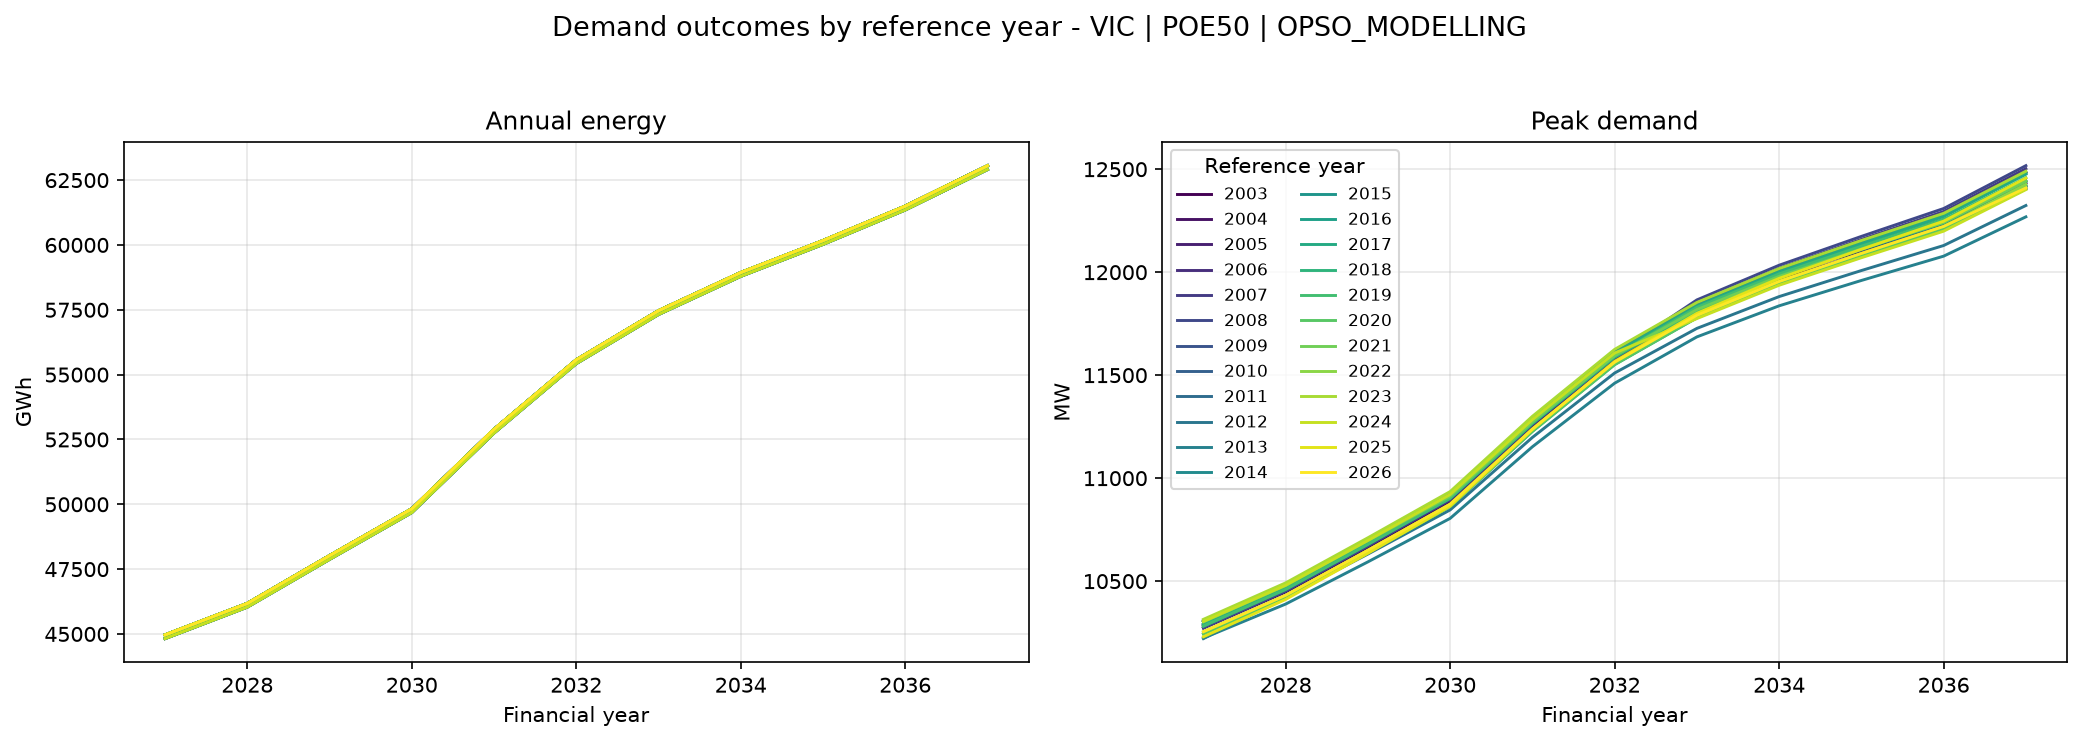 Demand outcomes by reference year - VIC | POE50 | OPSO_MODELLING
Annual energy
62500
60000
57500
55000
52500
50000
47500
45000
GWh
2028 2030 2032 2034 2036
Financial year
Peak demand
12500
12000
11500
11000
10500
MW
Reference year
2003 2015
2004 2016
2005 2017
2006 2018
2007 2019
2008 2020
2009 2021
2010 2022
2011 2023
2012 2024
2013 2025
2014 2026
2028 2030 2032 2034 2036
Financial year